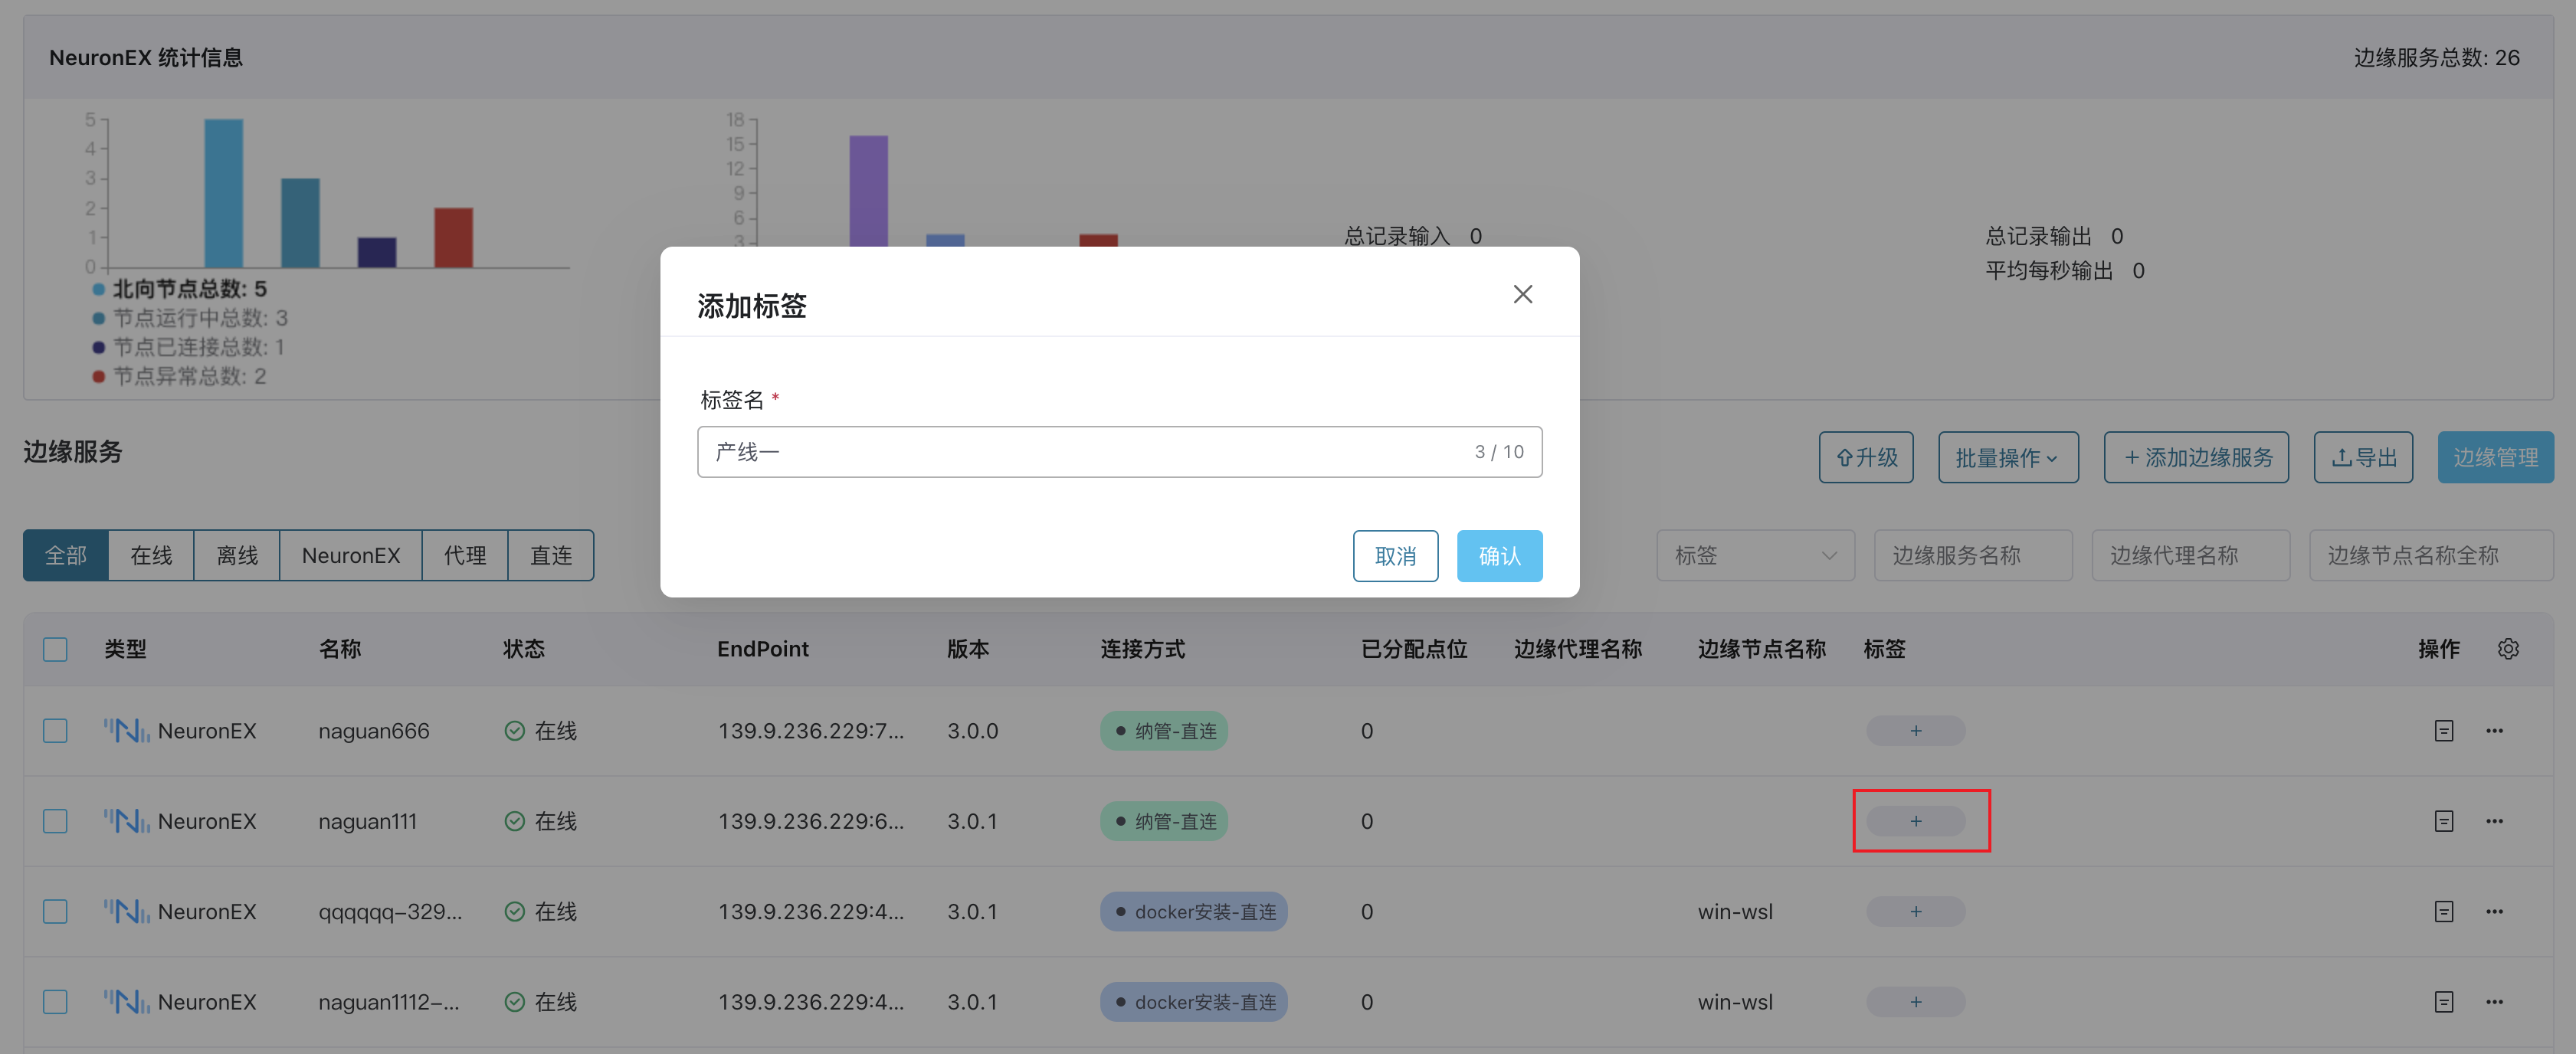 NeuronEX 统计信息
边缘服务总数: 26
5
4
3
2
1
0
北向节点总数: 5
节点运行中总数: 3
节点已连接总数: 1
节点异常总数: 2
18
15
12
9
6
3
总记录输入 0
总记录输出 0
平均每秒输出 0
添加标签
标签名 *
产线一 3 / 10
取消 确认
边缘服务
升级 批量操作 + 添加边缘服务 导出 边缘管理
全部 在线 离线 NeuronEX 代理 直连
标签 边缘服务名称 边缘代理名称 边缘节点名称全称
类型 名称 状态 EndPoint 版本 连接方式 已分配点位 边缘代理名称 边缘节点名称 标签 操作
NeuronEX naguan666 在线 139.9.236.229:7... 3.0.0 纳管-直连 0 + ...
NeuronEX naguan111 在线 139.9.236.229:6... 3.0.1 纳管-直连 0 + ...
NeuronEX qqqqqq-329... 在线 139.9.236.229:4... 3.0.1 docker安装-直连 0 win-wsl + ...
NeuronEX naguan1112-... 在线 139.9.236.229:4... 3.0.1 docker安装-直连 0 win-wsl + ...